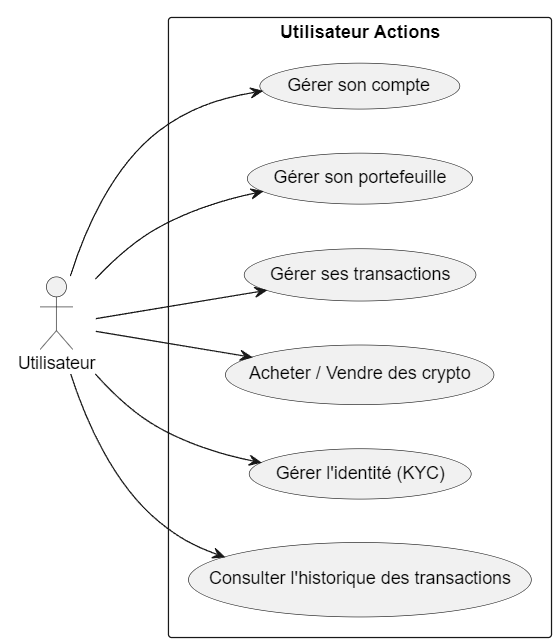 Utilisateur Actions
Gérer son compte
Gérer son portefeuille
Gérer ses transactions
Utilisateur
Acheter / Vendre des crypto
Gérer l'identité (KYC)
Consulter l'historique des transactions